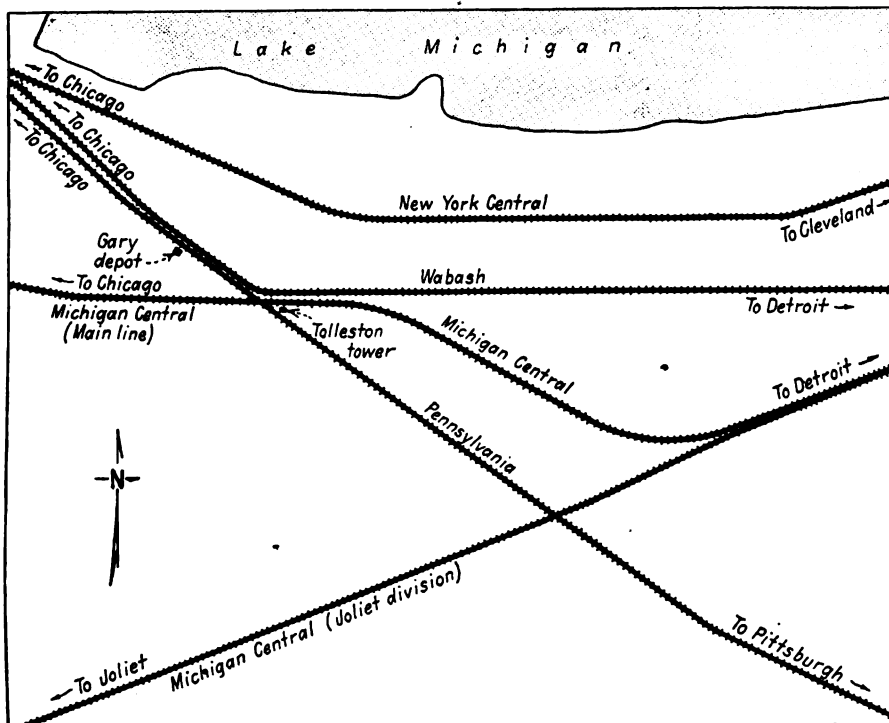 Lake Michigan
To Chicago
To Chicago
To Chicago
New York Central
To Cleveland
Gary
depot
To Chicago
Wabash
To Detroit
Michigan Central
(Main line)
Tolleston
tower
Michigan Central
To Detroit
Pennsylvania
N
Michigan Central (Joliet division)
To Joliet
To Pittsburgh